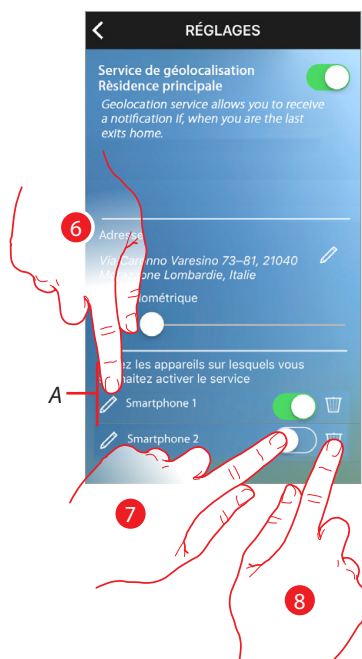 RÉGLAGES
Service de géolocalisation
Rèsidence principale
Geolocation service allows you to receive
a notification if, when you are the last
exits home.
6
Adresse
Via Varesino 73–81, 21040
Lombardie, Italie
ométrique
A
ez les appareils sur lesquels vous
haitez activer le service
Smartphone 1
Smartphone 2
7
8